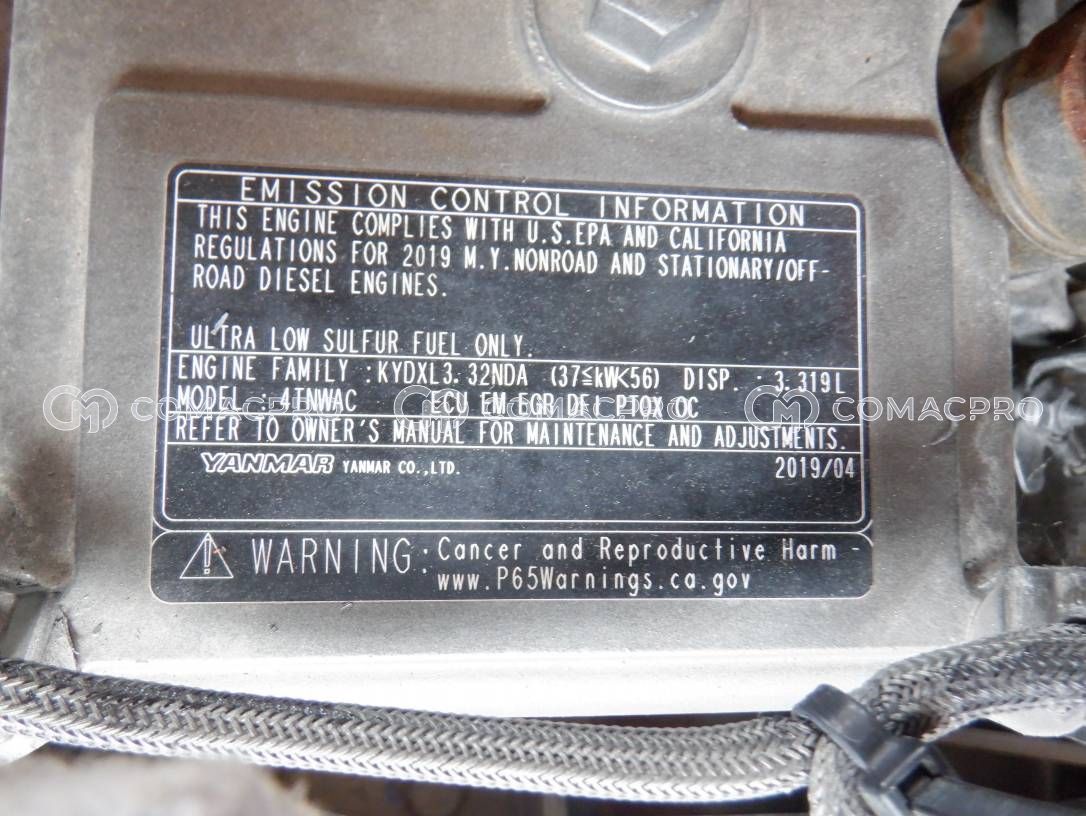 EMISSION CONTROL INFORMATION
THIS ENGINE COMPLIES WITH U.S.EPA AND CALIFORNIA
REGULATIONS FOR 2019 M.Y.NONROAD AND STATIONARY/OFF-
ROAD DIESEL ENGINES.
ULTRA LOW SULFUR FUEL ONLY.
ENGINE FAMILY :KYDXL3.32NDA (37≦kW<56) DISP. :3.319L
MODEL :4TNWAC ECU EM EGR DFI PTOX OC
COMACPRO COMACPRO COMACPRO
REFER TO OWNER'S MANUAL FOR MAINTENANCE AND ADJUSTMENTS.
YANMAR YANMAR CO.,LTD. 2019/04
WARNING: Cancer and Reproductive Harm -
www.P65Warnings.ca.gov